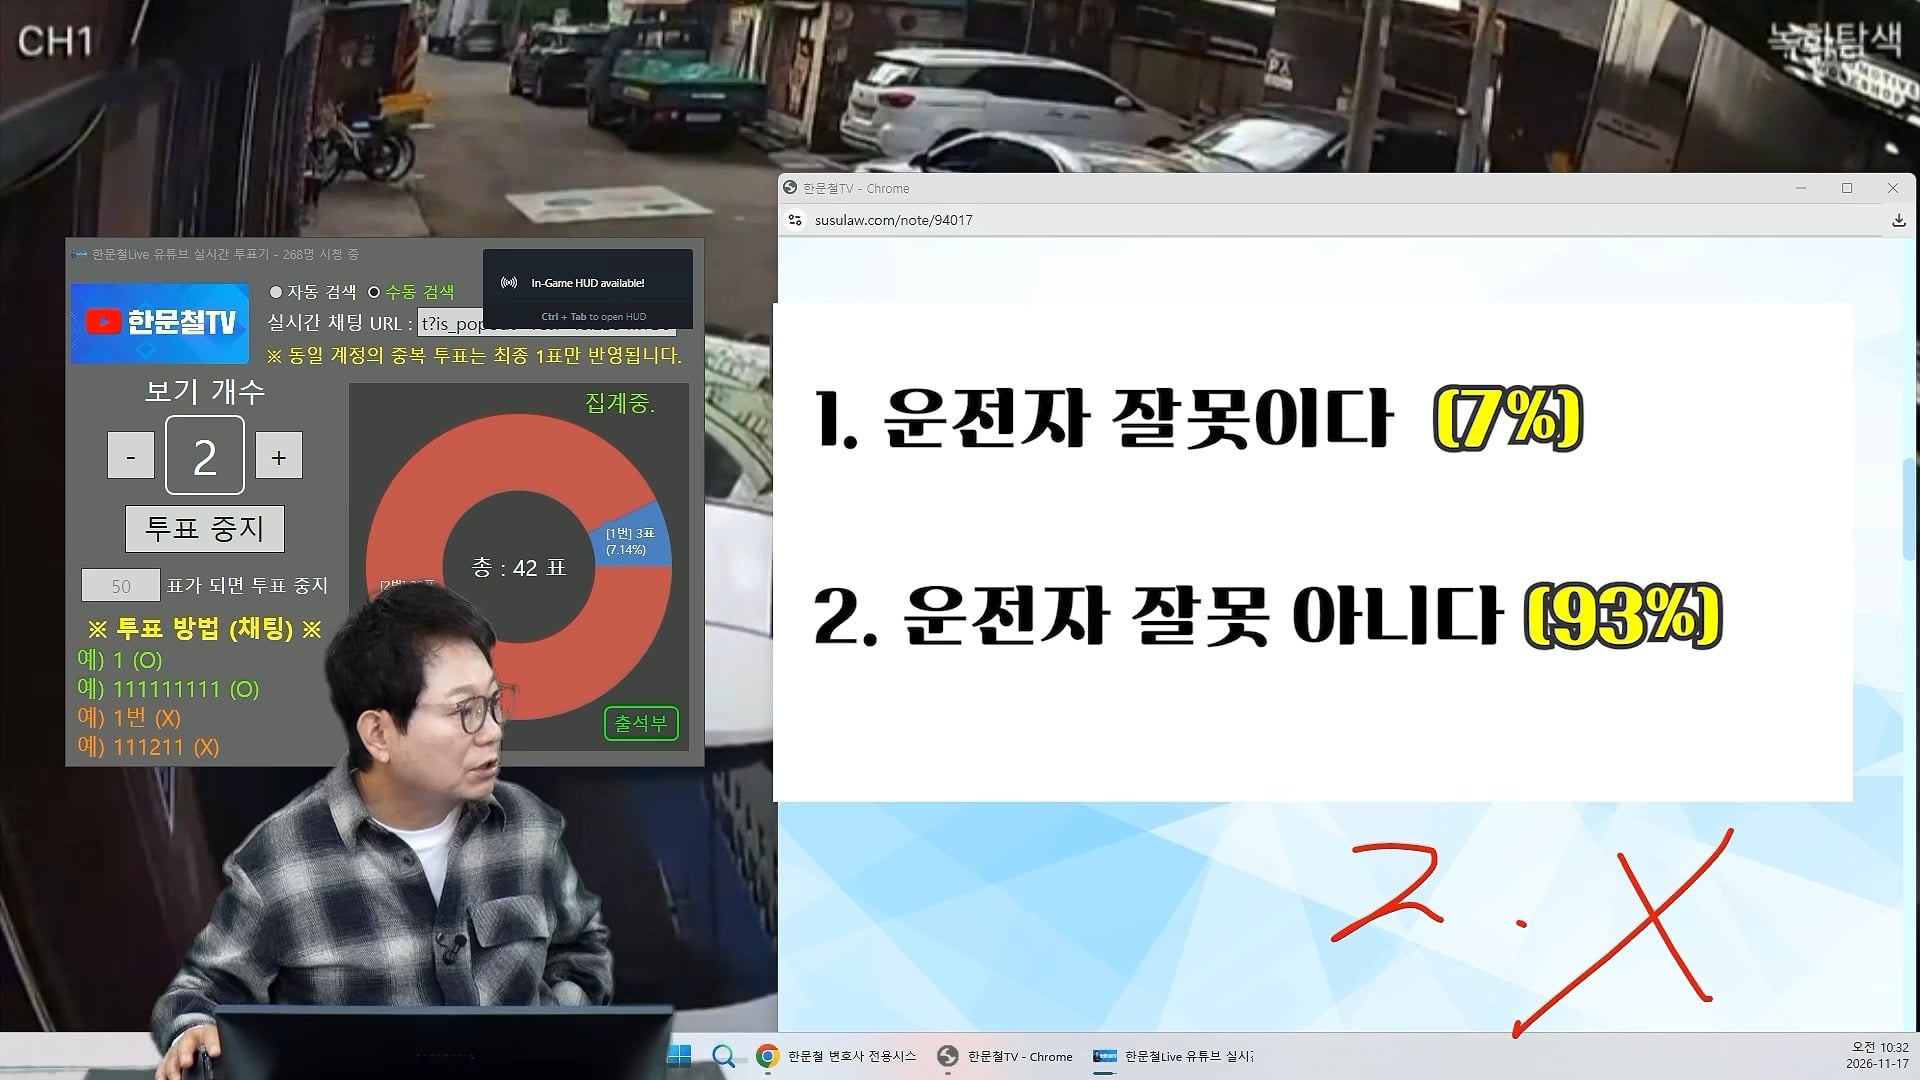 CH1
녹화탐색
한문철TV - Chrome
susulaw.com/note/94017
한문철Live 유튜브 실시간 투표기 - 268명 시청 중
In-Game HUD available!
Ctrl + Tab to open HUD
한문철TV
자동 검색 수동 검색
실시간 채팅 URL :
※ 동일 계정의 중복 투표는 최종 1표만 반영됩니다.
보기 개수
- 2 +
투표 중지
50 표가 되면 투표 중지
※ 투표 방법 (채팅) ※
예) 1 (O)
예) 111111111 (O)
예) 1번 (X)
예) 111211 (X)
집계중.
[1번] 3표
(7.14%)
총 : 42 표
출석부
1. 운전자 잘못이다 (7%)
2. 운전자 잘못 아니다 (93%)
2. X
한문철 변호사 전용시스
한문철TV - Chrome
한문철Live 유튜브 실시간
오전 10:32
2026-11-17